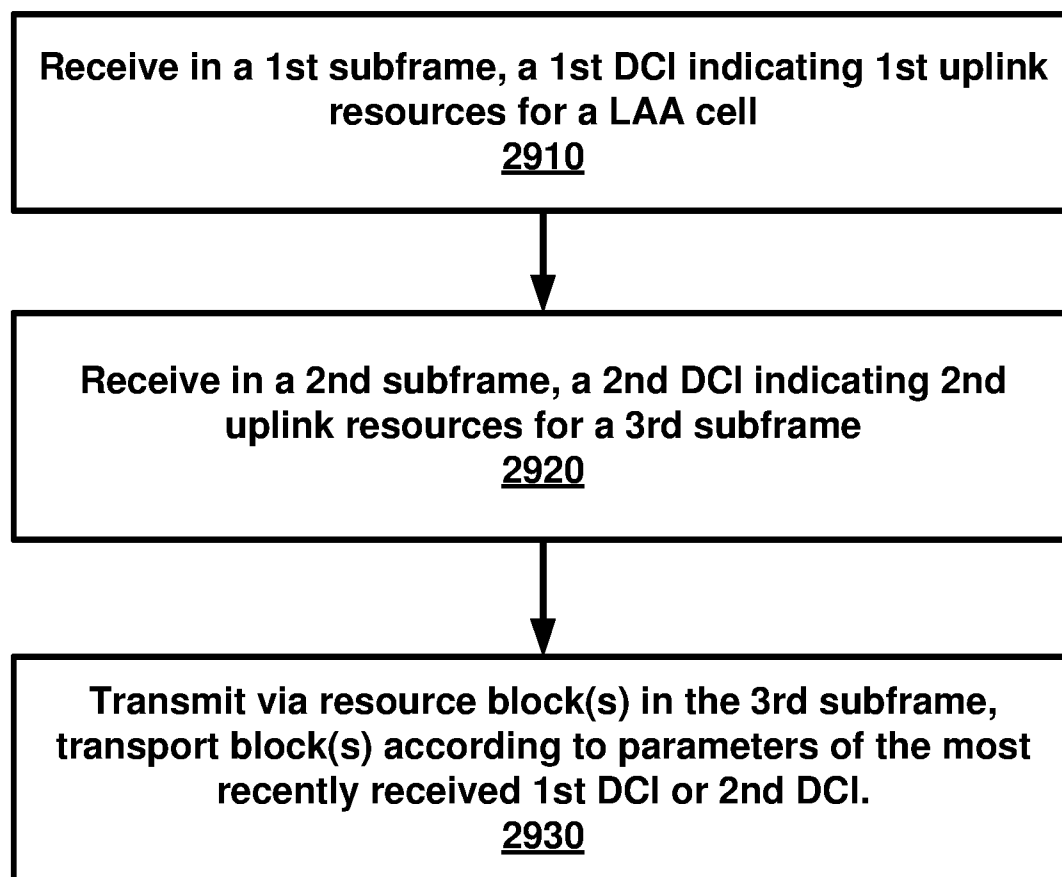 Receive in a 1st subframe, a 1st DCI indicating 1st uplink
resources for a LAA cell
2910
Receive in a 2nd subframe, a 2nd DCI indicating 2nd
uplink resources for a 3rd subframe
2920
Transmit via resource block(s) in the 3rd subframe,
transport block(s) according to parameters of the most
recently received 1st DCI or 2nd DCI.
2930